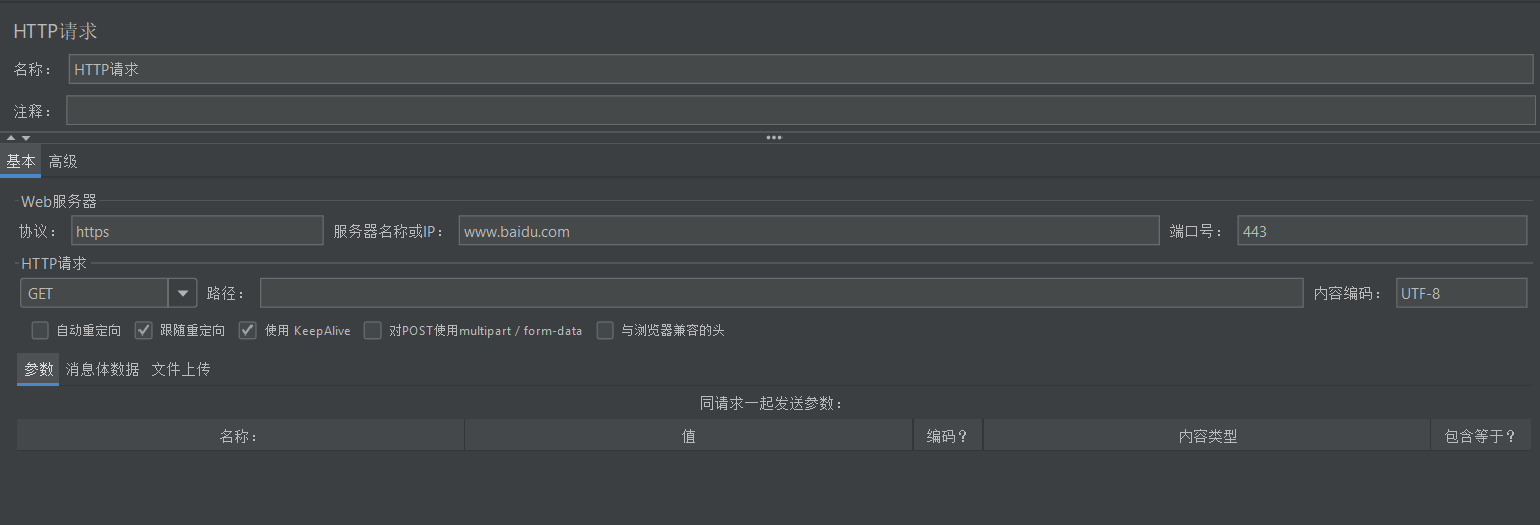 HTTP请求
名称： HTTP请求
注释：
基本 高级
Web服务器
协议： https 服务器名称或IP： www.baidu.com 端口号： 443
HTTP请求
GET 路径： 内容编码： UTF-8
自动重定向 跟随重定向 使用 KeepAlive 对POST使用multipart / form-data 与浏览器兼容的头
参数 消息体数据 文件上传
同请求一起发送参数：
名称： 值 编码？ 内容类型 包含等于？